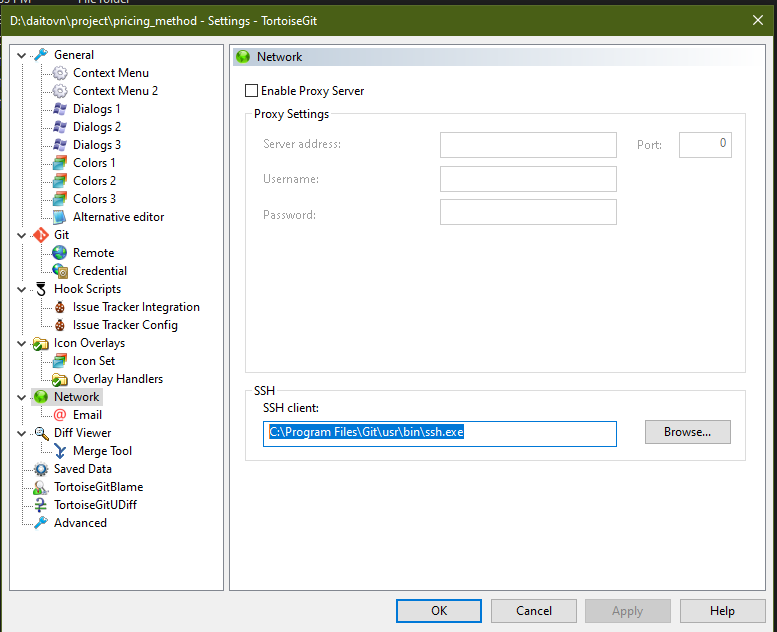 D:\daitovn\project\pricing_method - Settings - TortoiseGit
General
Context Menu
Context Menu 2
Dialogs 1
Dialogs 2
Dialogs 3
Colors 1
Colors 2
Colors 3
Alternative editor
Git
Remote
Credential
Hook Scripts
Issue Tracker Integration
Issue Tracker Config
Icon Overlays
Icon Set
Overlay Handlers
Network
Email
Diff Viewer
Merge Tool
Saved Data
TortoiseGitBlame
TortoiseGitUDiff
Advanced
Network
Enable Proxy Server
Proxy Settings
Server address:
Port: 0
Username:
Password:
SSH
SSH client:
C:\Program Files\Git\usr\bin\ssh.exe
Browse...
OK Cancel Apply Help